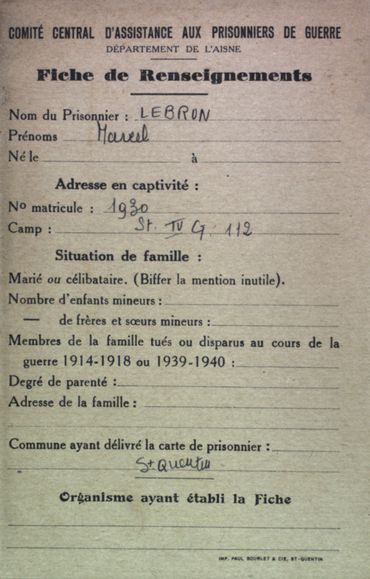 COMITÉ CENTRAL D'ASSISTANCE AUX PRISONNIERS DE GUERRE
DÉPARTEMENT DE L'AISNE
Fiche de Renseignements
Nom du Prisonnier : LEBRON
Prénoms Marcel
Né le à
Adresse en captivité :
No matricule : 1930
Camp : St. IV G. 112
Situation de famille :
Marié ou célibataire. (Biffer la mention inutile).
Nombre d'enfants mineurs :
— de frères et sœurs mineurs :
Membres de la famille tués ou disparus au cours de la
guerre 1914-1918 ou 1939-1940 :
Degré de parenté :
Adresse de la famille :
Commune ayant délivré la carte de prisonnier :
St Quentin
Organisme ayant établi la Fiche
IMP. PAUL BOURLET & CIE, ST-QUENTIN